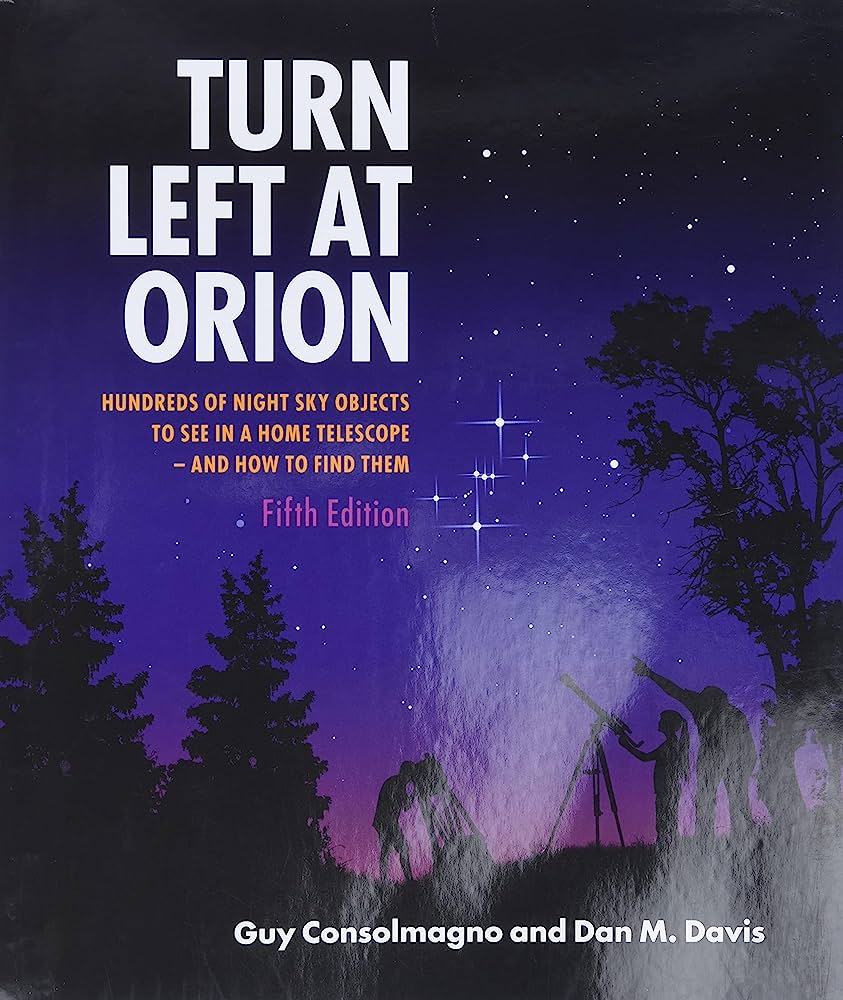 TURN
LEFT AT
ORION
HUNDREDS OF NIGHT SKY OBJECTS
TO SEE IN A HOME TELESCOPE
– AND HOW TO FIND THEM
Fifth Edition
Guy Consolmagno and Dan M. Davis